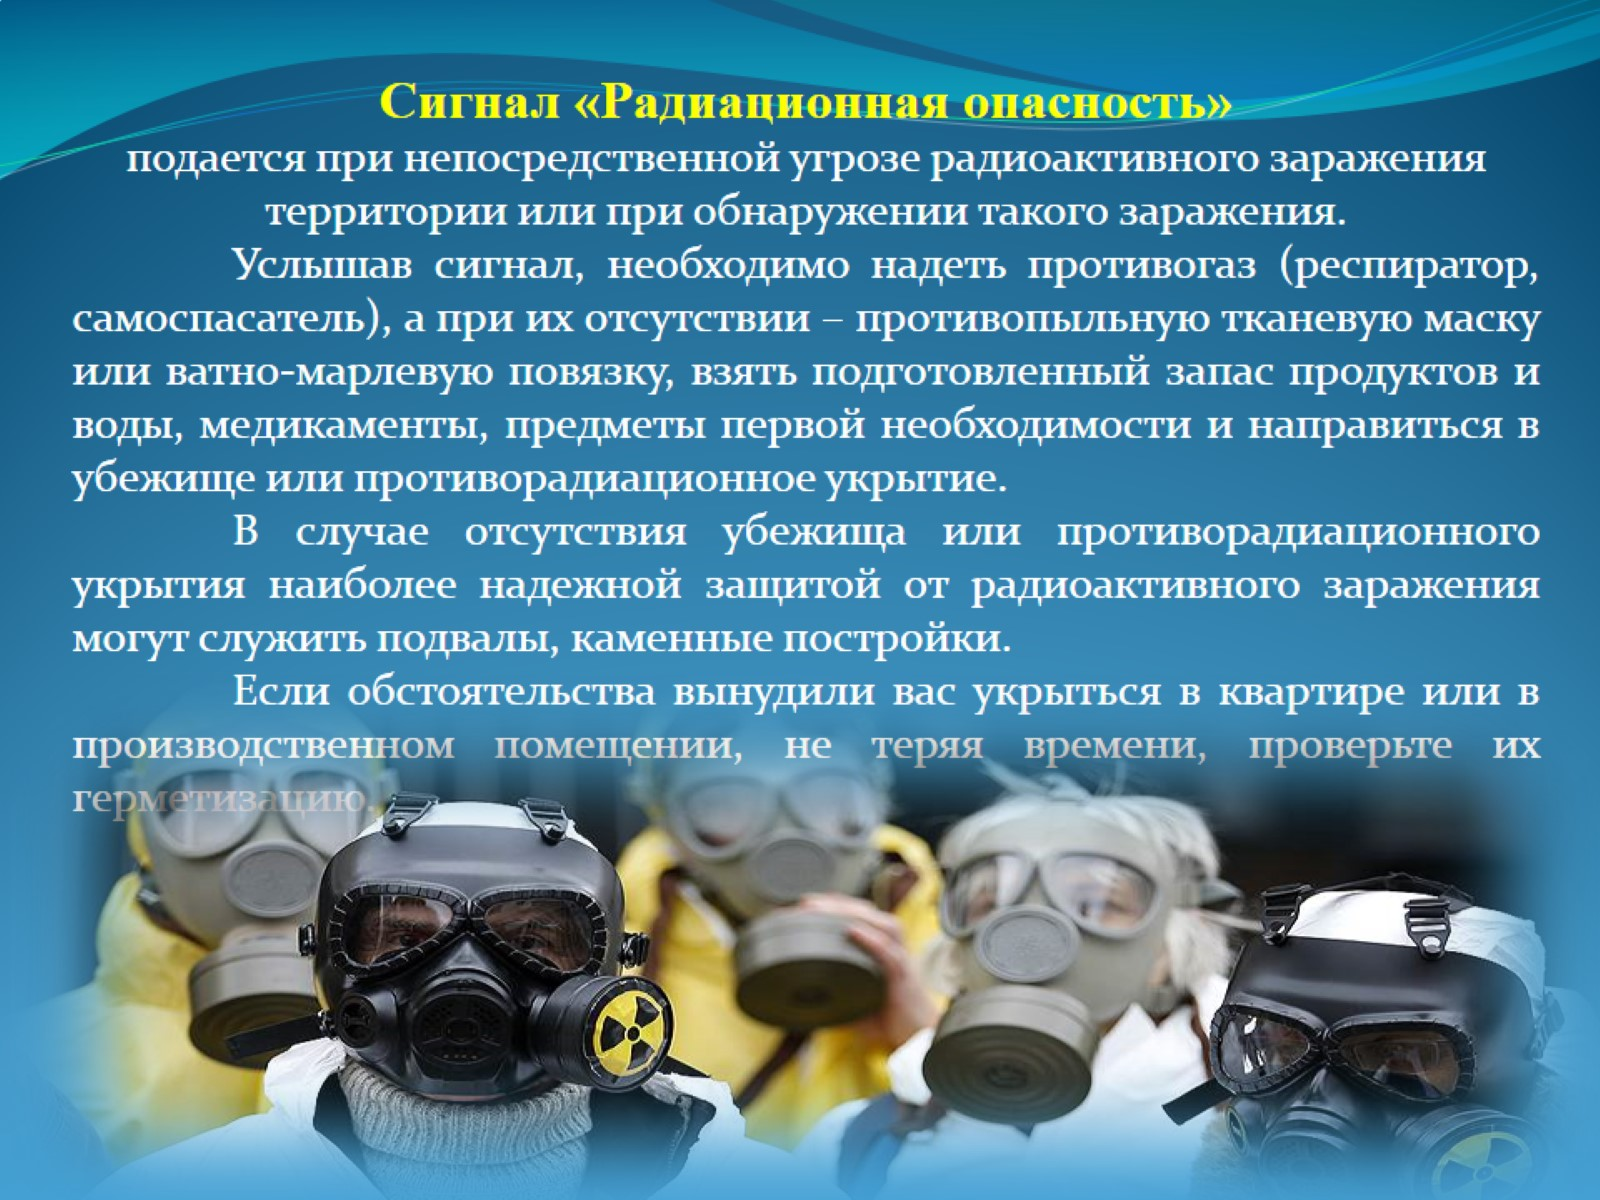 Сигнал «Радиационная опасность»
подается при непосредственной угрозе радиоактивного заражения
территории или при обнаружении такого заражения.
Услышав сигнал, необходимо надеть противогаз (респиратор,
самоспасатель), а при их отсутствии – противопыльную тканевую маску
или ватно-марлевую повязку, взять подготовленный запас продуктов и
воды, медикаменты, предметы первой необходимости и направиться в
убежище или противорадиационное укрытие.
В случае отсутствия убежища или противорадиационного
укрытия наиболее надежной защитой от радиоактивного заражения
могут служить подвалы, каменные постройки.
Если обстоятельства вынудили вас укрыться в квартире или в
производственном помещении, не теряя времени, проверьте их
герметизацию.